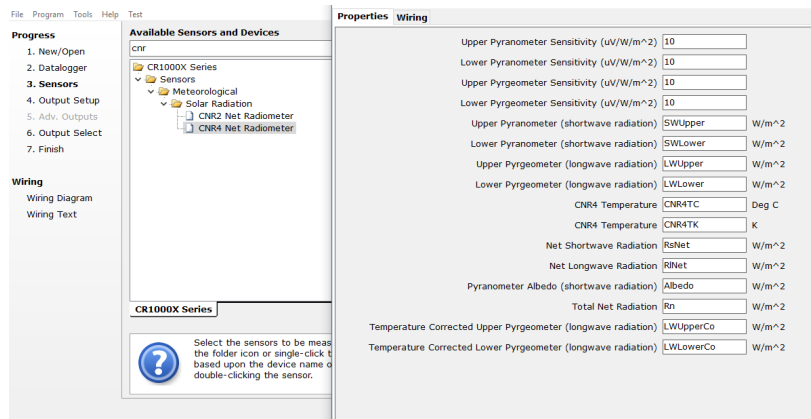 File Program Tools Help Test
Progress
1. New/Open
2. Datalogger
3. Sensors
4. Output Setup
5. Adv. Outputs
6. Output Select
7. Finish
Wiring
Wiring Diagram
Wiring Text
Available Sensors and Devices
cnr
CR1000X Series
Sensors
Meteorological
Solar Radiation
CNR2 Net Radiometer
CNR4 Net Radiometer
CR1000X Series
Select the sensors to be meas
the folder icon or single-click t
based upon the device name o
double-clicking the sensor.
Properties Wiring
Upper Pyranometer Sensitivity (uV/W/m^2) 10
Lower Pyranometer Sensitivity (uV/W/m^2) 10
Upper Pyrgeometer Sensitivity (uV/W/m^2) 10
Lower Pyrgeometer Sensitivity (uV/W/m^2) 10
Upper Pyranometer (shortwave radiation) SWUpper W/m^2
Lower Pyranometer (shortwave radiation) SWLower W/m^2
Upper Pyrgeometer (longwave radiation) LWUpper W/m^2
Lower Pyrgeometer (longwave radiation) LWLower W/m^2
CNR4 Temperature CNR4TC Deg C
CNR4 Temperature CNR4TK K
Net Shortwave Radiation RsNet W/m^2
Net Longwave Radiation RlNet W/m^2
Pyranometer Albedo (shortwave radiation) Albedo W/m^2
Total Net Radiation Rn W/m^2
Temperature Corrected Upper Pyrgeometer (longwave radiation) LWUpperCo W/m^2
Temperature Corrected Lower Pyrgeometer (longwave radiation) LWLowerCo W/m^2